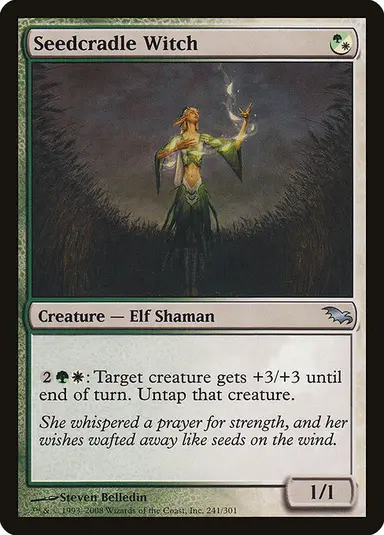 Seedcradle Witch
Creature — Elf Shaman
2: Target creature gets +3/+3 until
end of turn. Untap that creature.
She whispered a prayer for strength, and her
wishes wafted away like seeds on the wind.
Steven Belledin
1/1
™ & © 1993–2008 Wizards of the Coast, Inc. 241/301